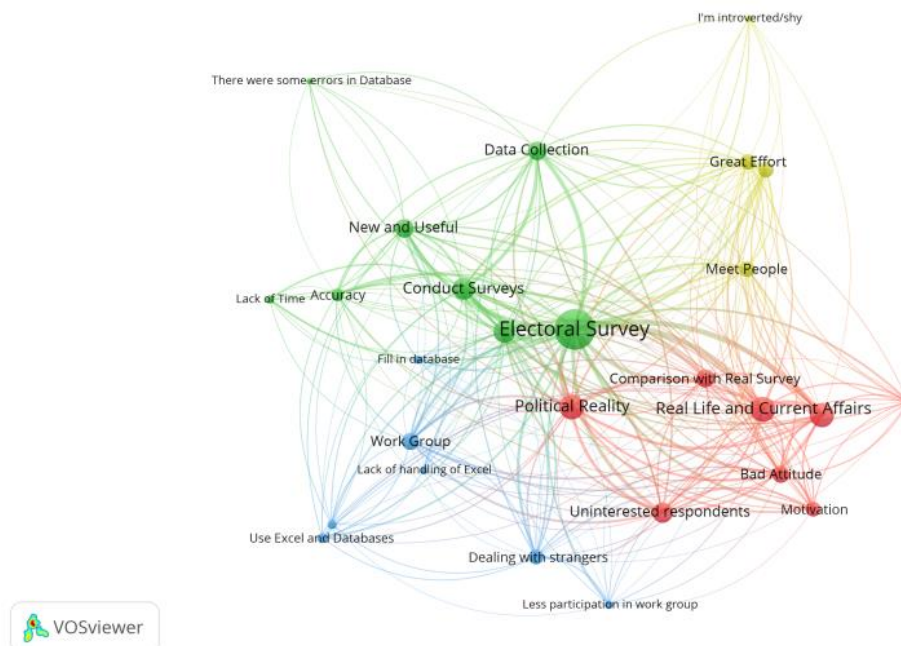 I'm introverted/shy
There were some errors in Database
Data Collection
Great Effort
New and Useful
Meet People
Conduct Surveys
Lack of Time
Accuracy
Electoral Survey
Fill in database
Comparison with Real Survey
Political Reality
Real Life and Current Affairs
Work Group
Lack of handling of Excel
Bad Attitude
Uninterested respondents
Motivation
Use Excel and Databases
Dealing with strangers
Less participation in work group
VOSviewer